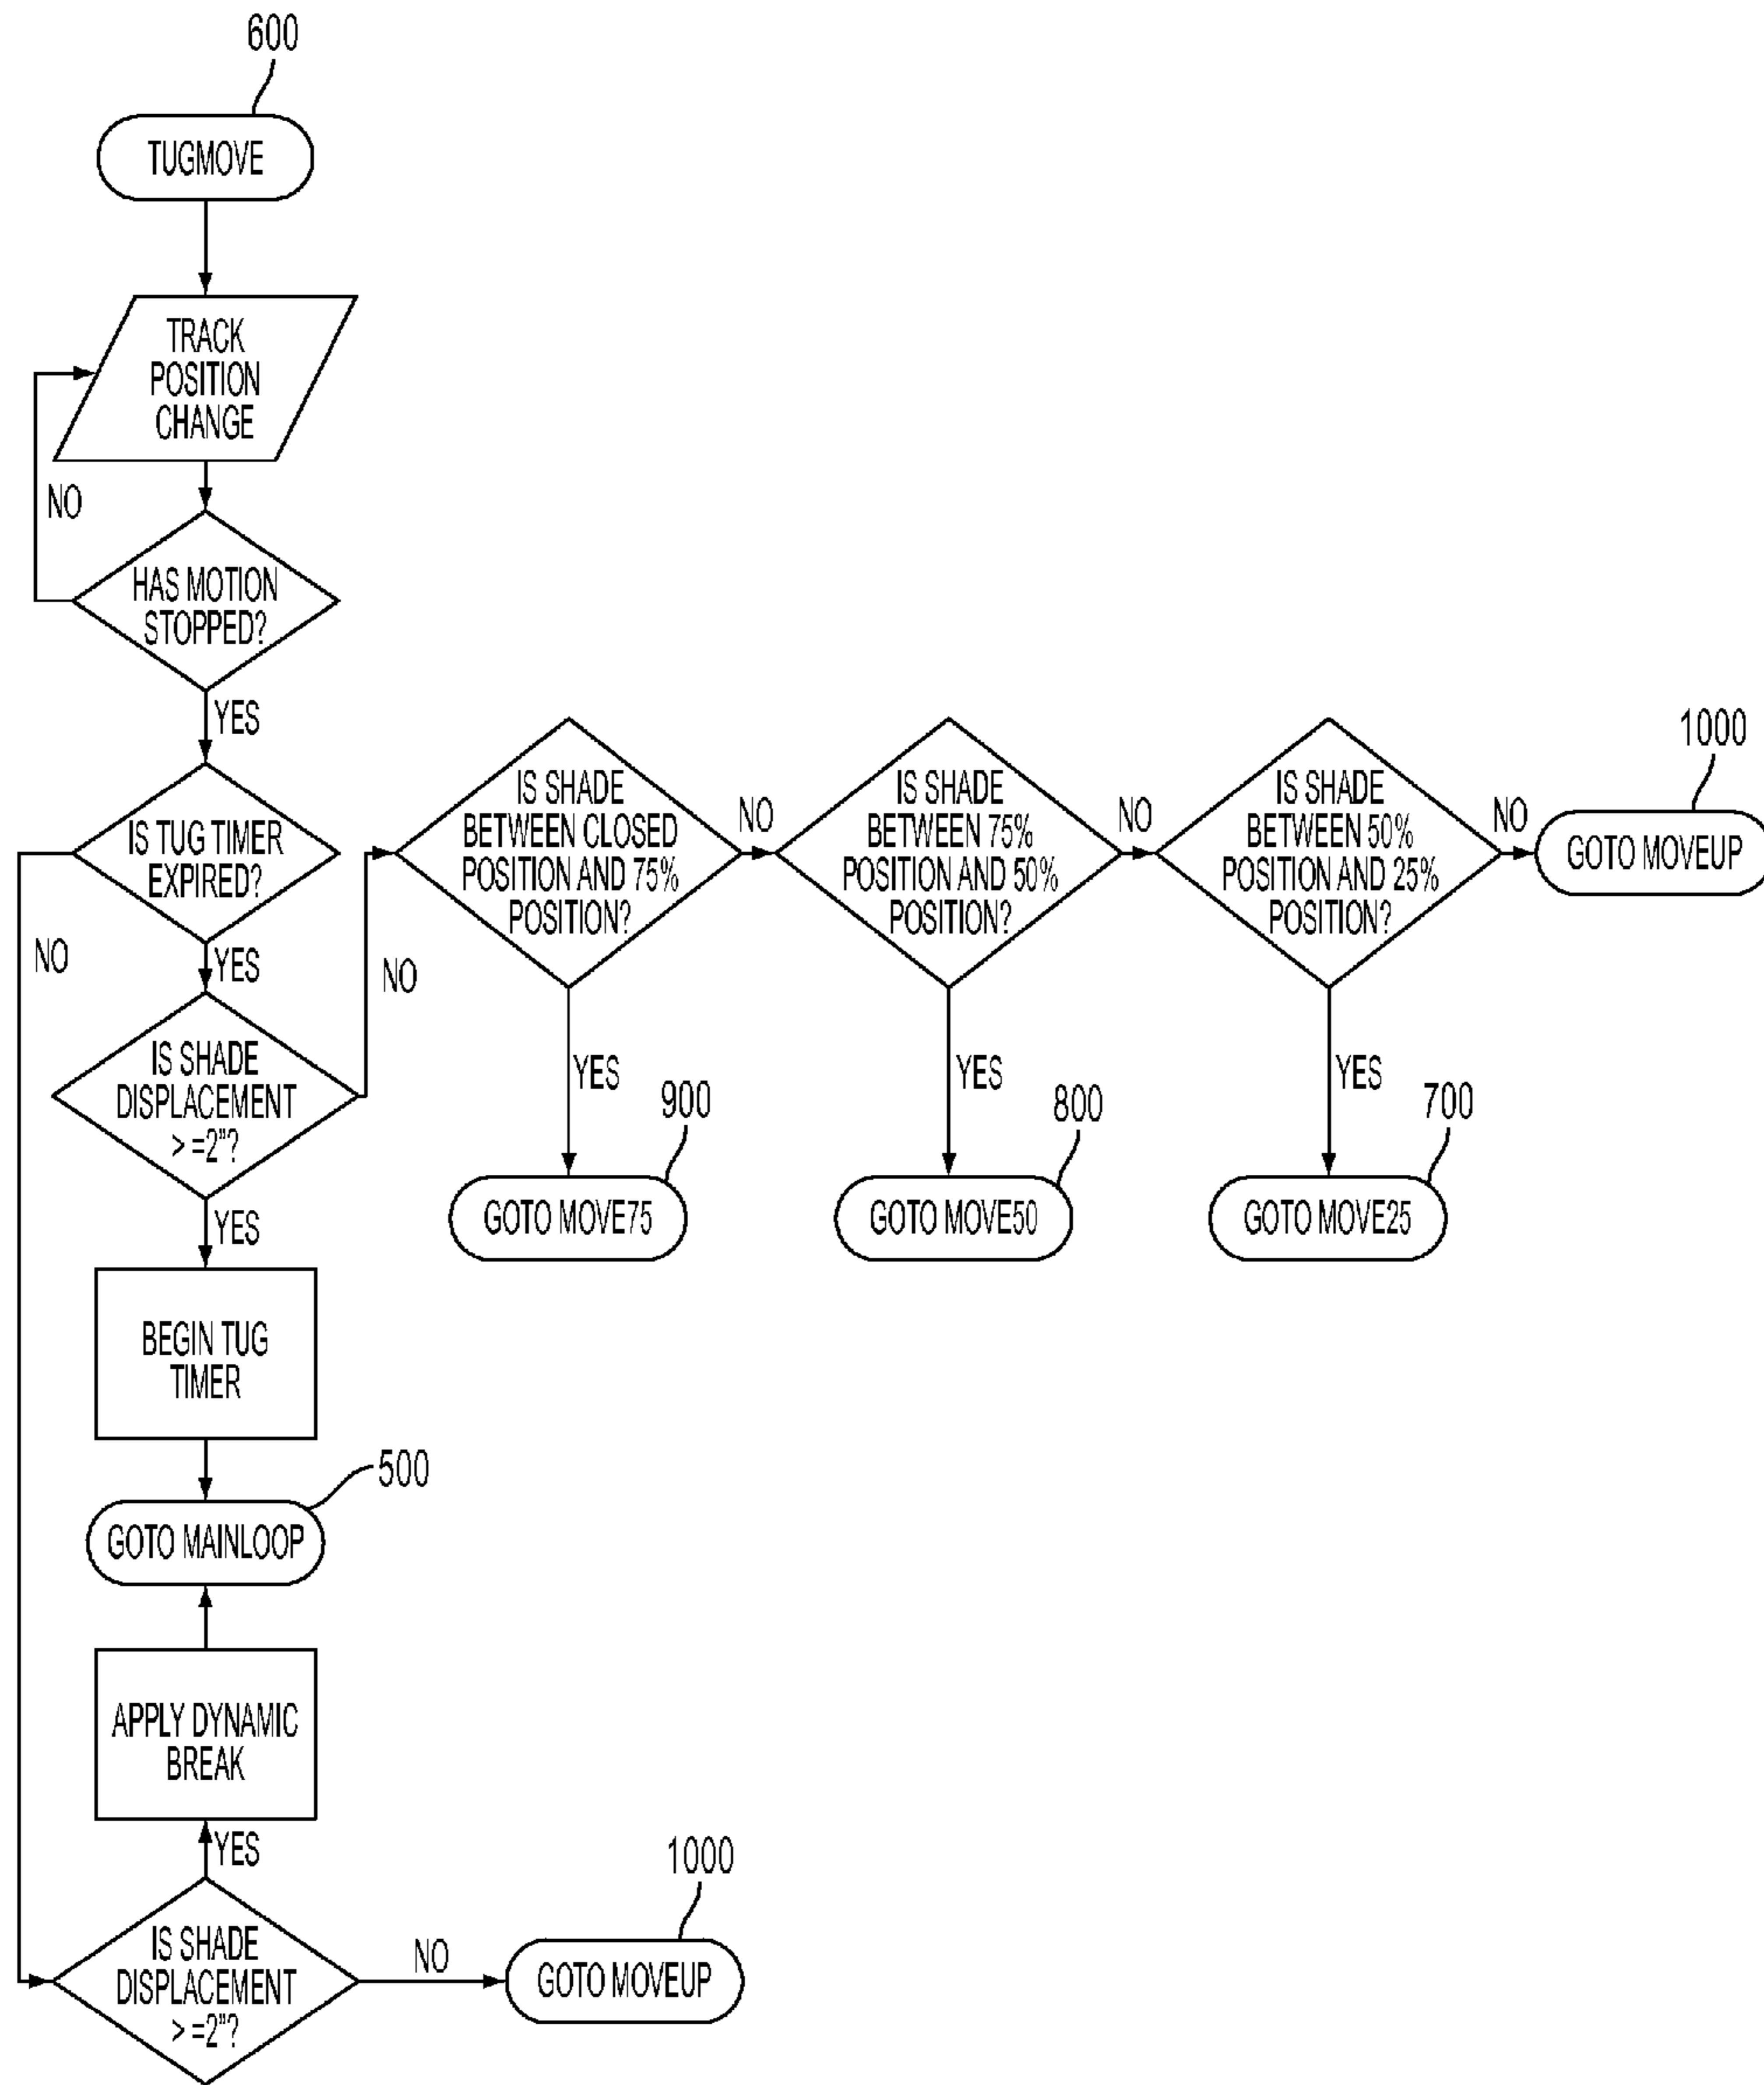 600
TUGMOVE
TRACK
POSITION
CHANGE
NO
HAS MOTION
STOPPED?
YES
IS TUG TIMER
EXPIRED?
NO
YES
IS SHADE
DISPLACEMENT
> =2"?
NO
YES
IS SHADE
BETWEEN CLOSED
POSITION AND 75%
POSITION?
NO
YES
900
GOTO MOVE75
IS SHADE
BETWEEN 75%
POSITION AND 50%
POSITION?
NO
YES
800
GOTO MOVE50
IS SHADE
BETWEEN 50%
POSITION AND 25%
POSITION?
NO
YES
700
GOTO MOVE25
1000
GOTO MOVEUP
BEGIN TUG
TIMER
500
GOTO MAINLOOP
APPLY DYNAMIC
BREAK
YES
IS SHADE
DISPLACEMENT
> =2"?
NO
1000
GOTO MOVEUP